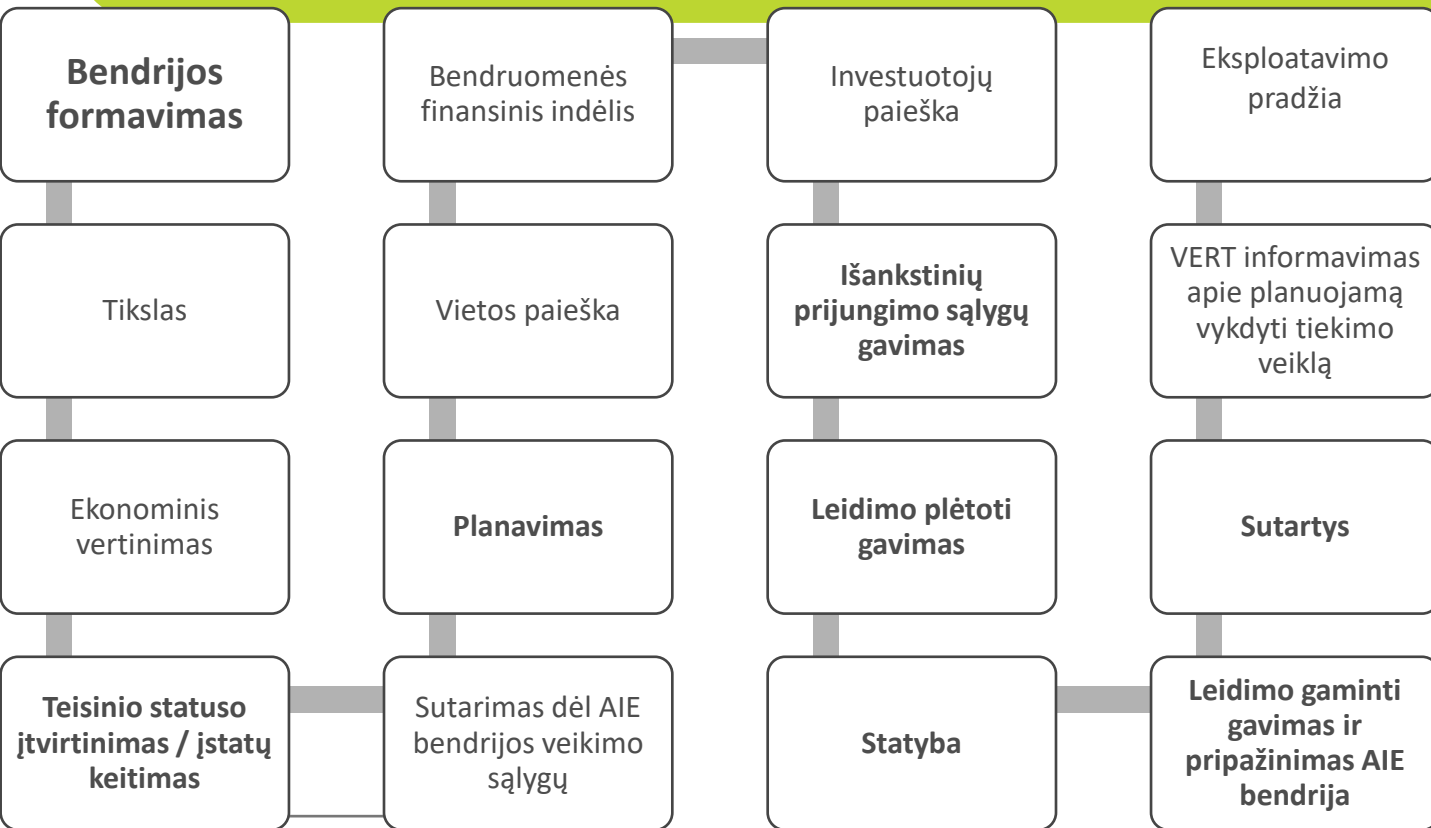 Bendrijos
formavimas
Tikslas
Ekonominis
vertinimas
Teisinio statuso
įtvirtinimas / įstatų
keitimas
Sutarimas dėl AIE
bendrijos veikimo
sąlygų
Planavimas
Vietos paieška
Bendruomenės
finansinis indėlis
Investuotojų
paieška
Išankstinių
prijungimo sąlygų
gavimas
Leidimo plėtoti
gavimas
Statyba
Leidimo gaminti
gavimas ir
pripažinimas AIE
bendrija
Sutartys
VERT informavimas
apie planuojamą
vykdyti tiekimo
veiklą
Eksploatavimo
pradžia